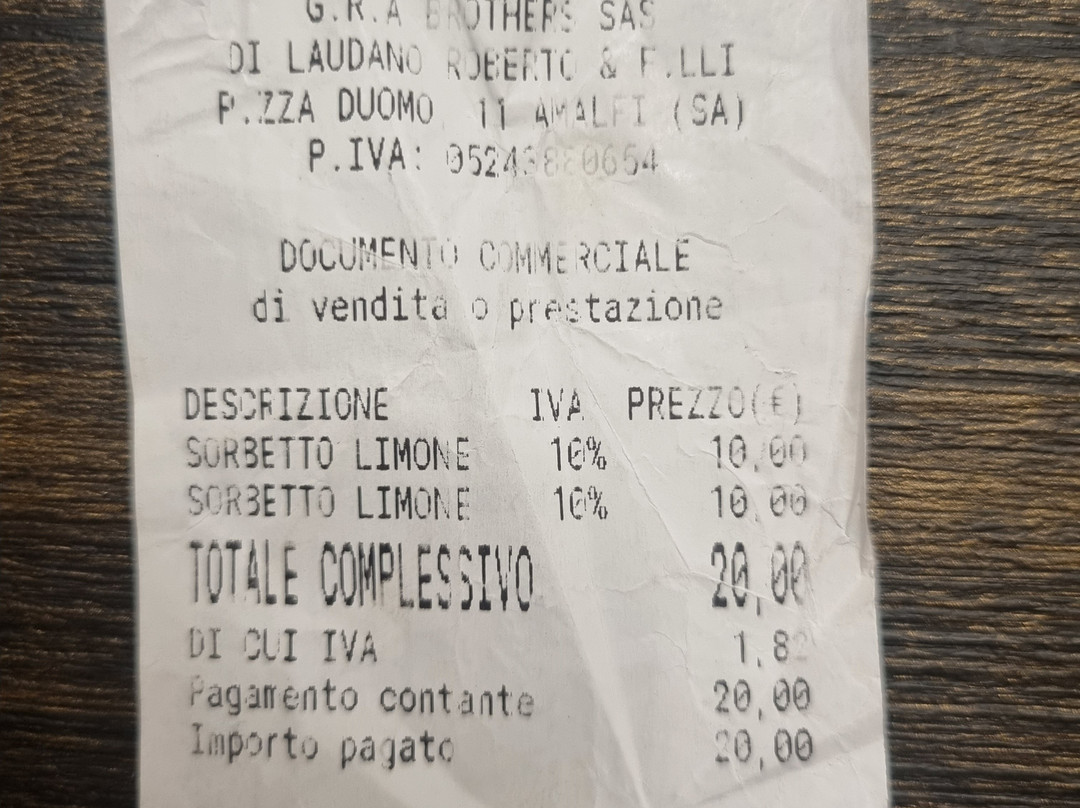 G.R.A BROTHERS SAS
DI LAUDANO ROBERTO & F.LLI
P.ZZA DUOMO 11 AMALFI (SA)
P.IVA:
DOCUMENTO COMMERCIALE
di vendita o prestazione
DESCRIZIONE IVA PREZZO(€)
SORBETTO LIMONE 10% 10,00
SORBETTO LIMONE 10% 10,00
TOTALE COMPLESSIVO 20,00
DI CUI IVA 1,82
Pagamento contante 20,00
Importo pagato 20,00